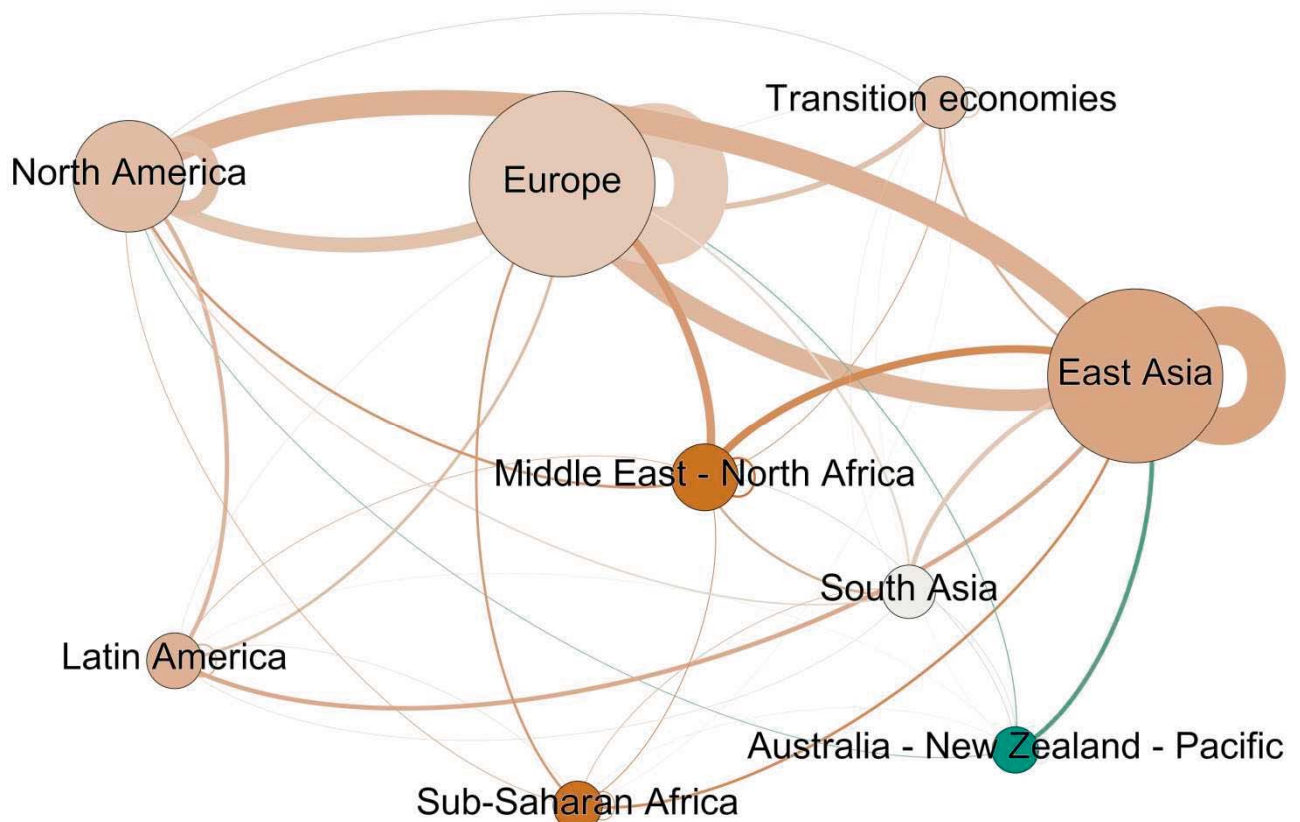 Transition economies
North America
Europe
East Asia
Middle East - North Africa
South Asia
Latin America
Australia - New Zealand - Pacific
Sub-Saharan Africa